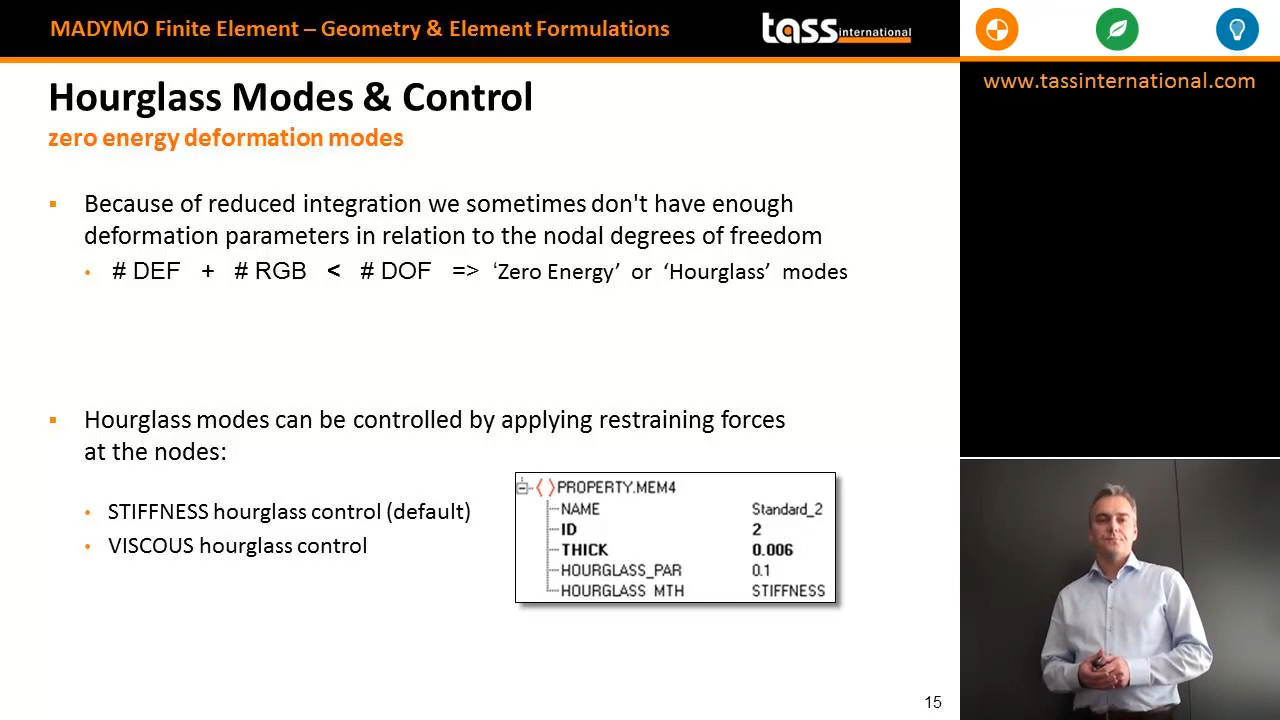 MADYMO Finite Element – Geometry & Element Formulations
tass international
www.tassinternational.com
Hourglass Modes & Control
zero energy deformation modes
▪ Because of reduced integration we sometimes don't have enough
deformation parameters in relation to the nodal degrees of freedom
• # DEF + # RGB < # DOF => ‘Zero Energy’ or ‘Hourglass’ modes
▪ Hourglass modes can be controlled by applying restraining forces
at the nodes:
• STIFFNESS hourglass control (default)
• VISCOUS hourglass control
PROPERTY.MEM4
NAME Standard_2
ID 2
THICK 0.006
HOURGLASS_PAR 0.1
HOURGLASS MTH STIFFNESS
15